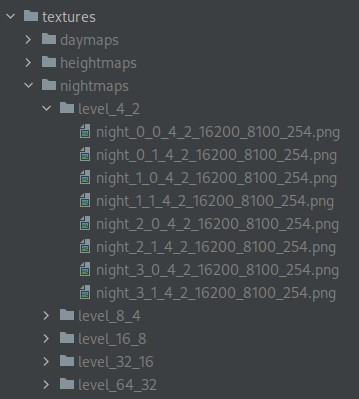 textures
daymaps
heightmaps
nightmaps
level_4_2
night_0_0_4_2_16200_8100_254.png
night_0_1_4_2_16200_8100_254.png
night_1_0_4_2_16200_8100_254.png
night_1_1_4_2_16200_8100_254.png
night_2_0_4_2_16200_8100_254.png
night_2_1_4_2_16200_8100_254.png
night_3_0_4_2_16200_8100_254.png
night_3_1_4_2_16200_8100_254.png
level_8_4
level_16_8
level_32_16
level_64_32